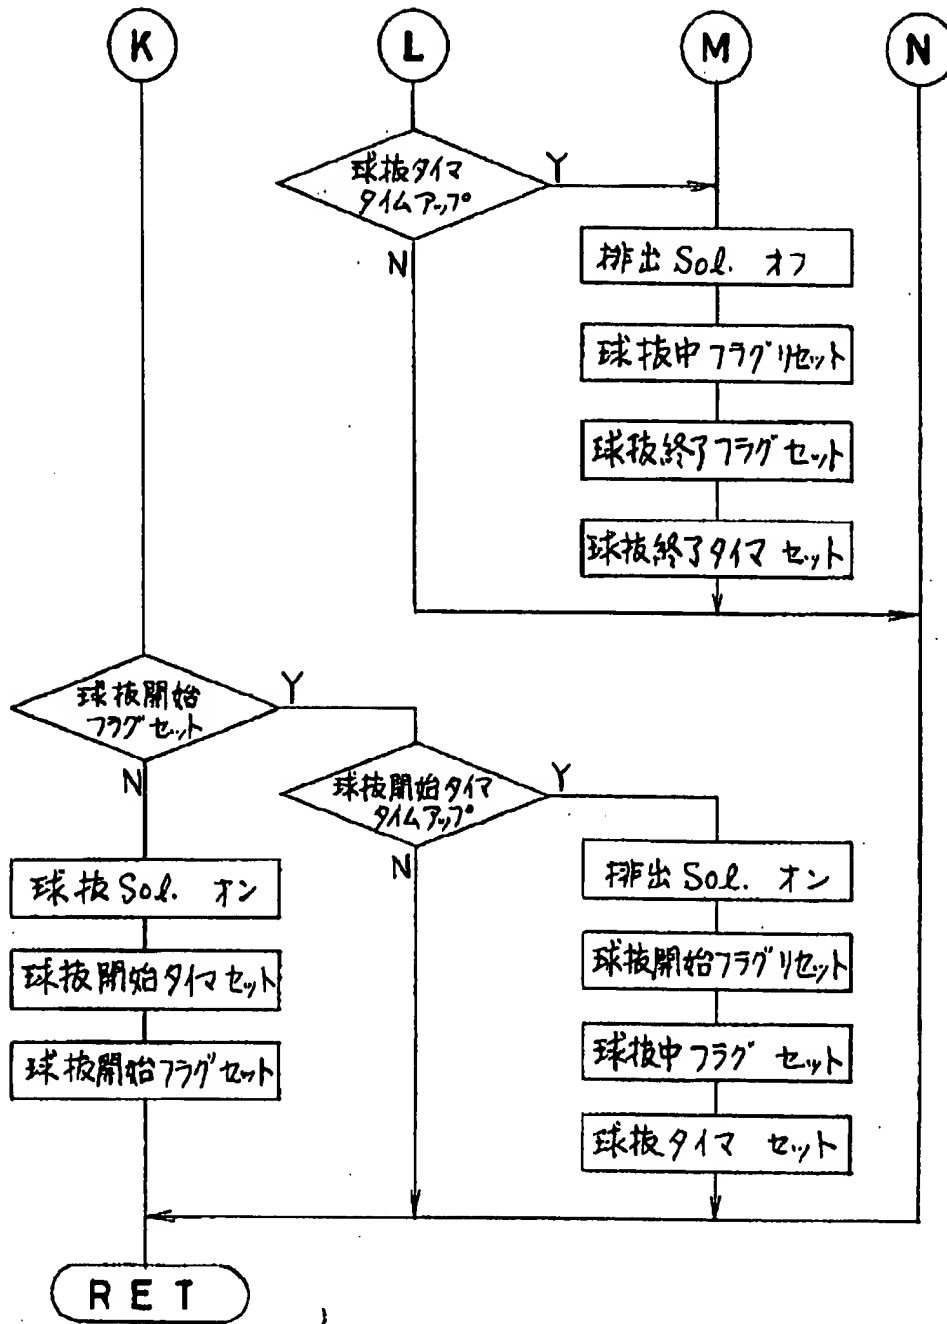 K L M N
球抜タイマ
タイムアップ
Y
N
排出 Sol. オフ
球抜中フラグリセット
球抜終了フラグセット
球抜終了タイマ セット
球抜開始
フラグセット
Y
N
球抜開始タイマ
タイムアップ
Y
N
球抜 Sol. オン
球抜開始タイマセット
球抜開始フラグセット
排出 Sol. オン
球抜開始フラグリセット
球抜中フラグ セット
球抜タイマ セット
RET